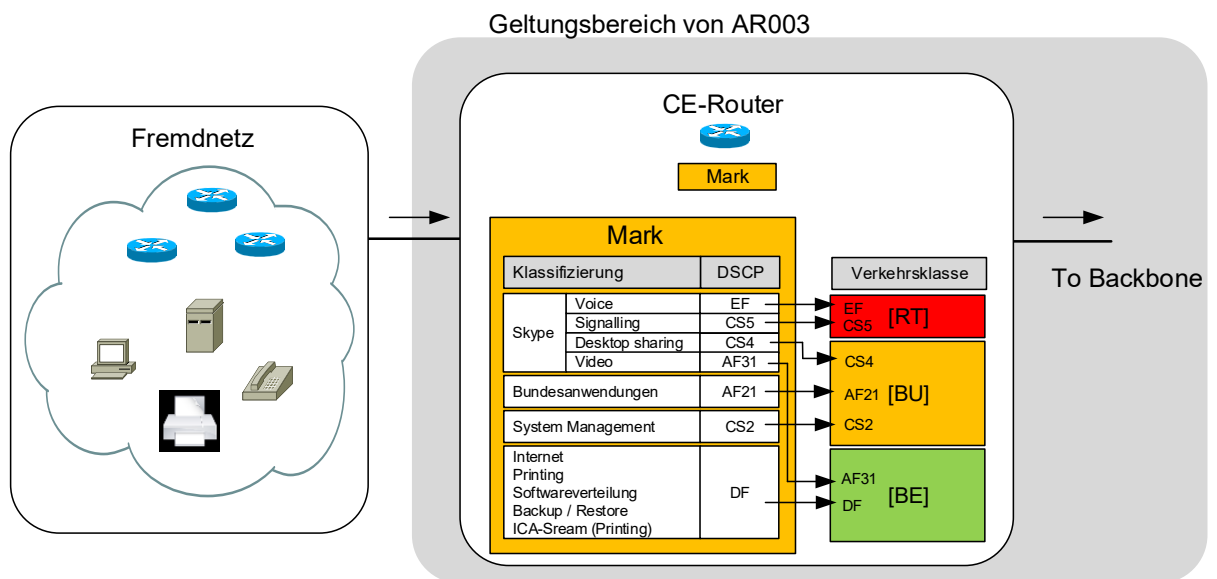 Geltungsbereich von AR003
Fremdnetz
CE-Router
Mark
Mark
Klassifizierung DSCP
Skype
Voice EF
Signalling CS5
Desktop sharing CS4
Video AF31
Bundesanwendungen AF21
System Management CS2
Internet
Printing
Softwareverteilung
Backup / Restore
ICA-Sream (Printing)
DF
Verkehrsklasse
EF
CS5
[RT]
CS4
AF21 [BU]
CS2
AF31
DF
[BE]
To Backbone